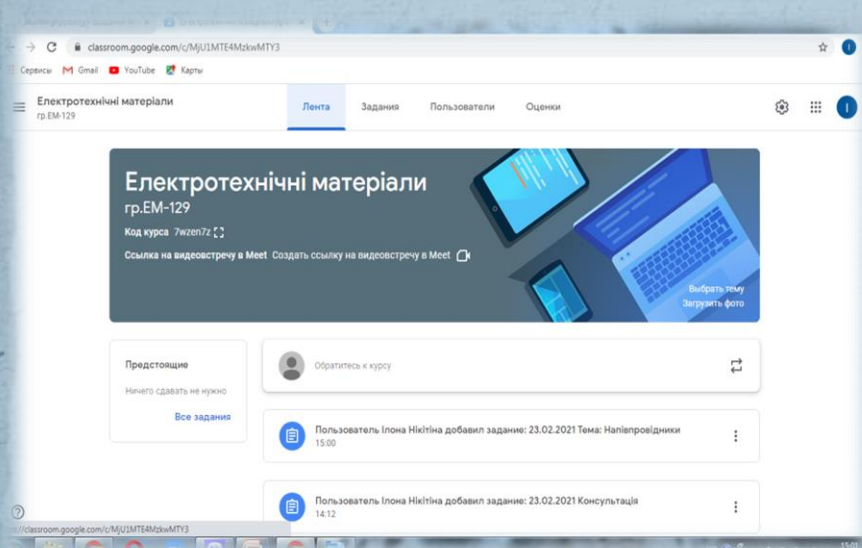 classroom.google.com/c/MjU1MTE4MzkwMTY3
Сервисы Gmail YouTube Карты
Електротехнічні матеріали
гр.ЕМ-129
Лента Задания Пользователи Оценки
I
Електротехнічні матеріали
гр.ЕМ-129
Код курса 7wzen7z
Ссылка на видеовстречу в Meet Создать ссылку на видеовстречу в Meet
Выбрать тему
Загрузить фото
Предстоящие
Ничего сдавать не нужно
Все задания
Обратитесь к курсу
Пользователь Ілона Нікітіна добавил задание: 23.02.2021 Тема: Напівпровідники
15:00
Пользователь Ілона Нікітіна добавил задание: 23.02.2021 Консультація
14:12
//classroom.google.com/c/MjU1MTE4MzkwMTY3
15:01